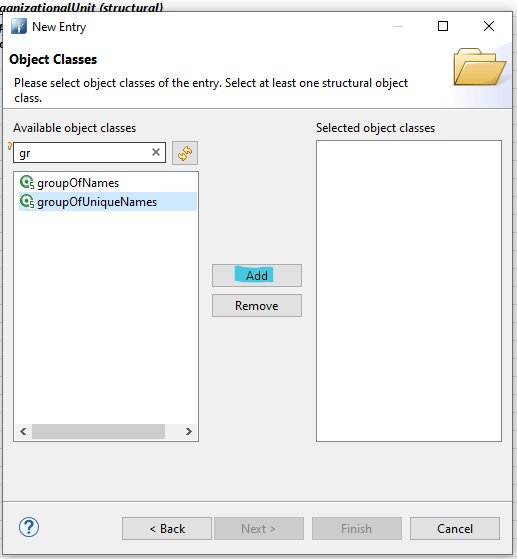 ganizationalUnit (structural)
New Entry
Object Classes
Please select object classes of the entry. Select at least one structural object
class.
Available object classes
Selected object classes
gr
groupOfNames
groupOfUniqueNames
Add
Remove
< Back
Next >
Finish
Cancel